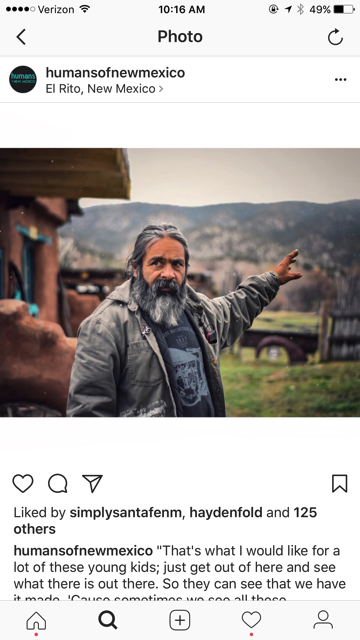 Verizon 10:16 AM 49%
Photo
humansofnewmexico
humans
El Rito, New Mexico
Liked by simplysantafenm, haydenfold and 125
others
humansofnewmexico "That's what I would like for a
lot of these young kids; just get out of here and see
what there is out there. So they can see that we have
it made. 'Cause sometimes we see all these